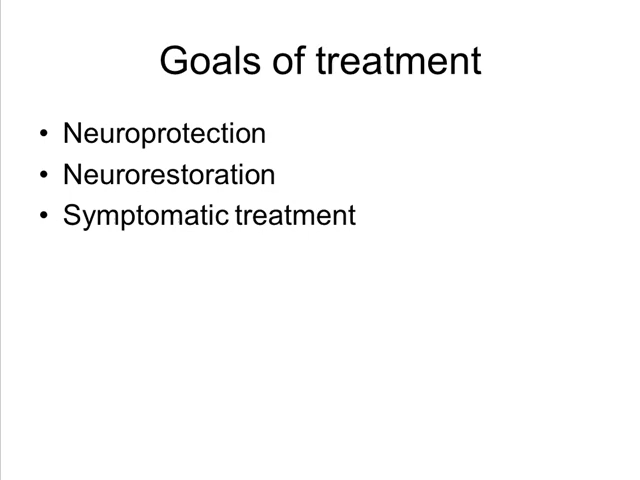 Goals of treatment
• Neuroprotection
• Neurorestoration
• Symptomatic treatment